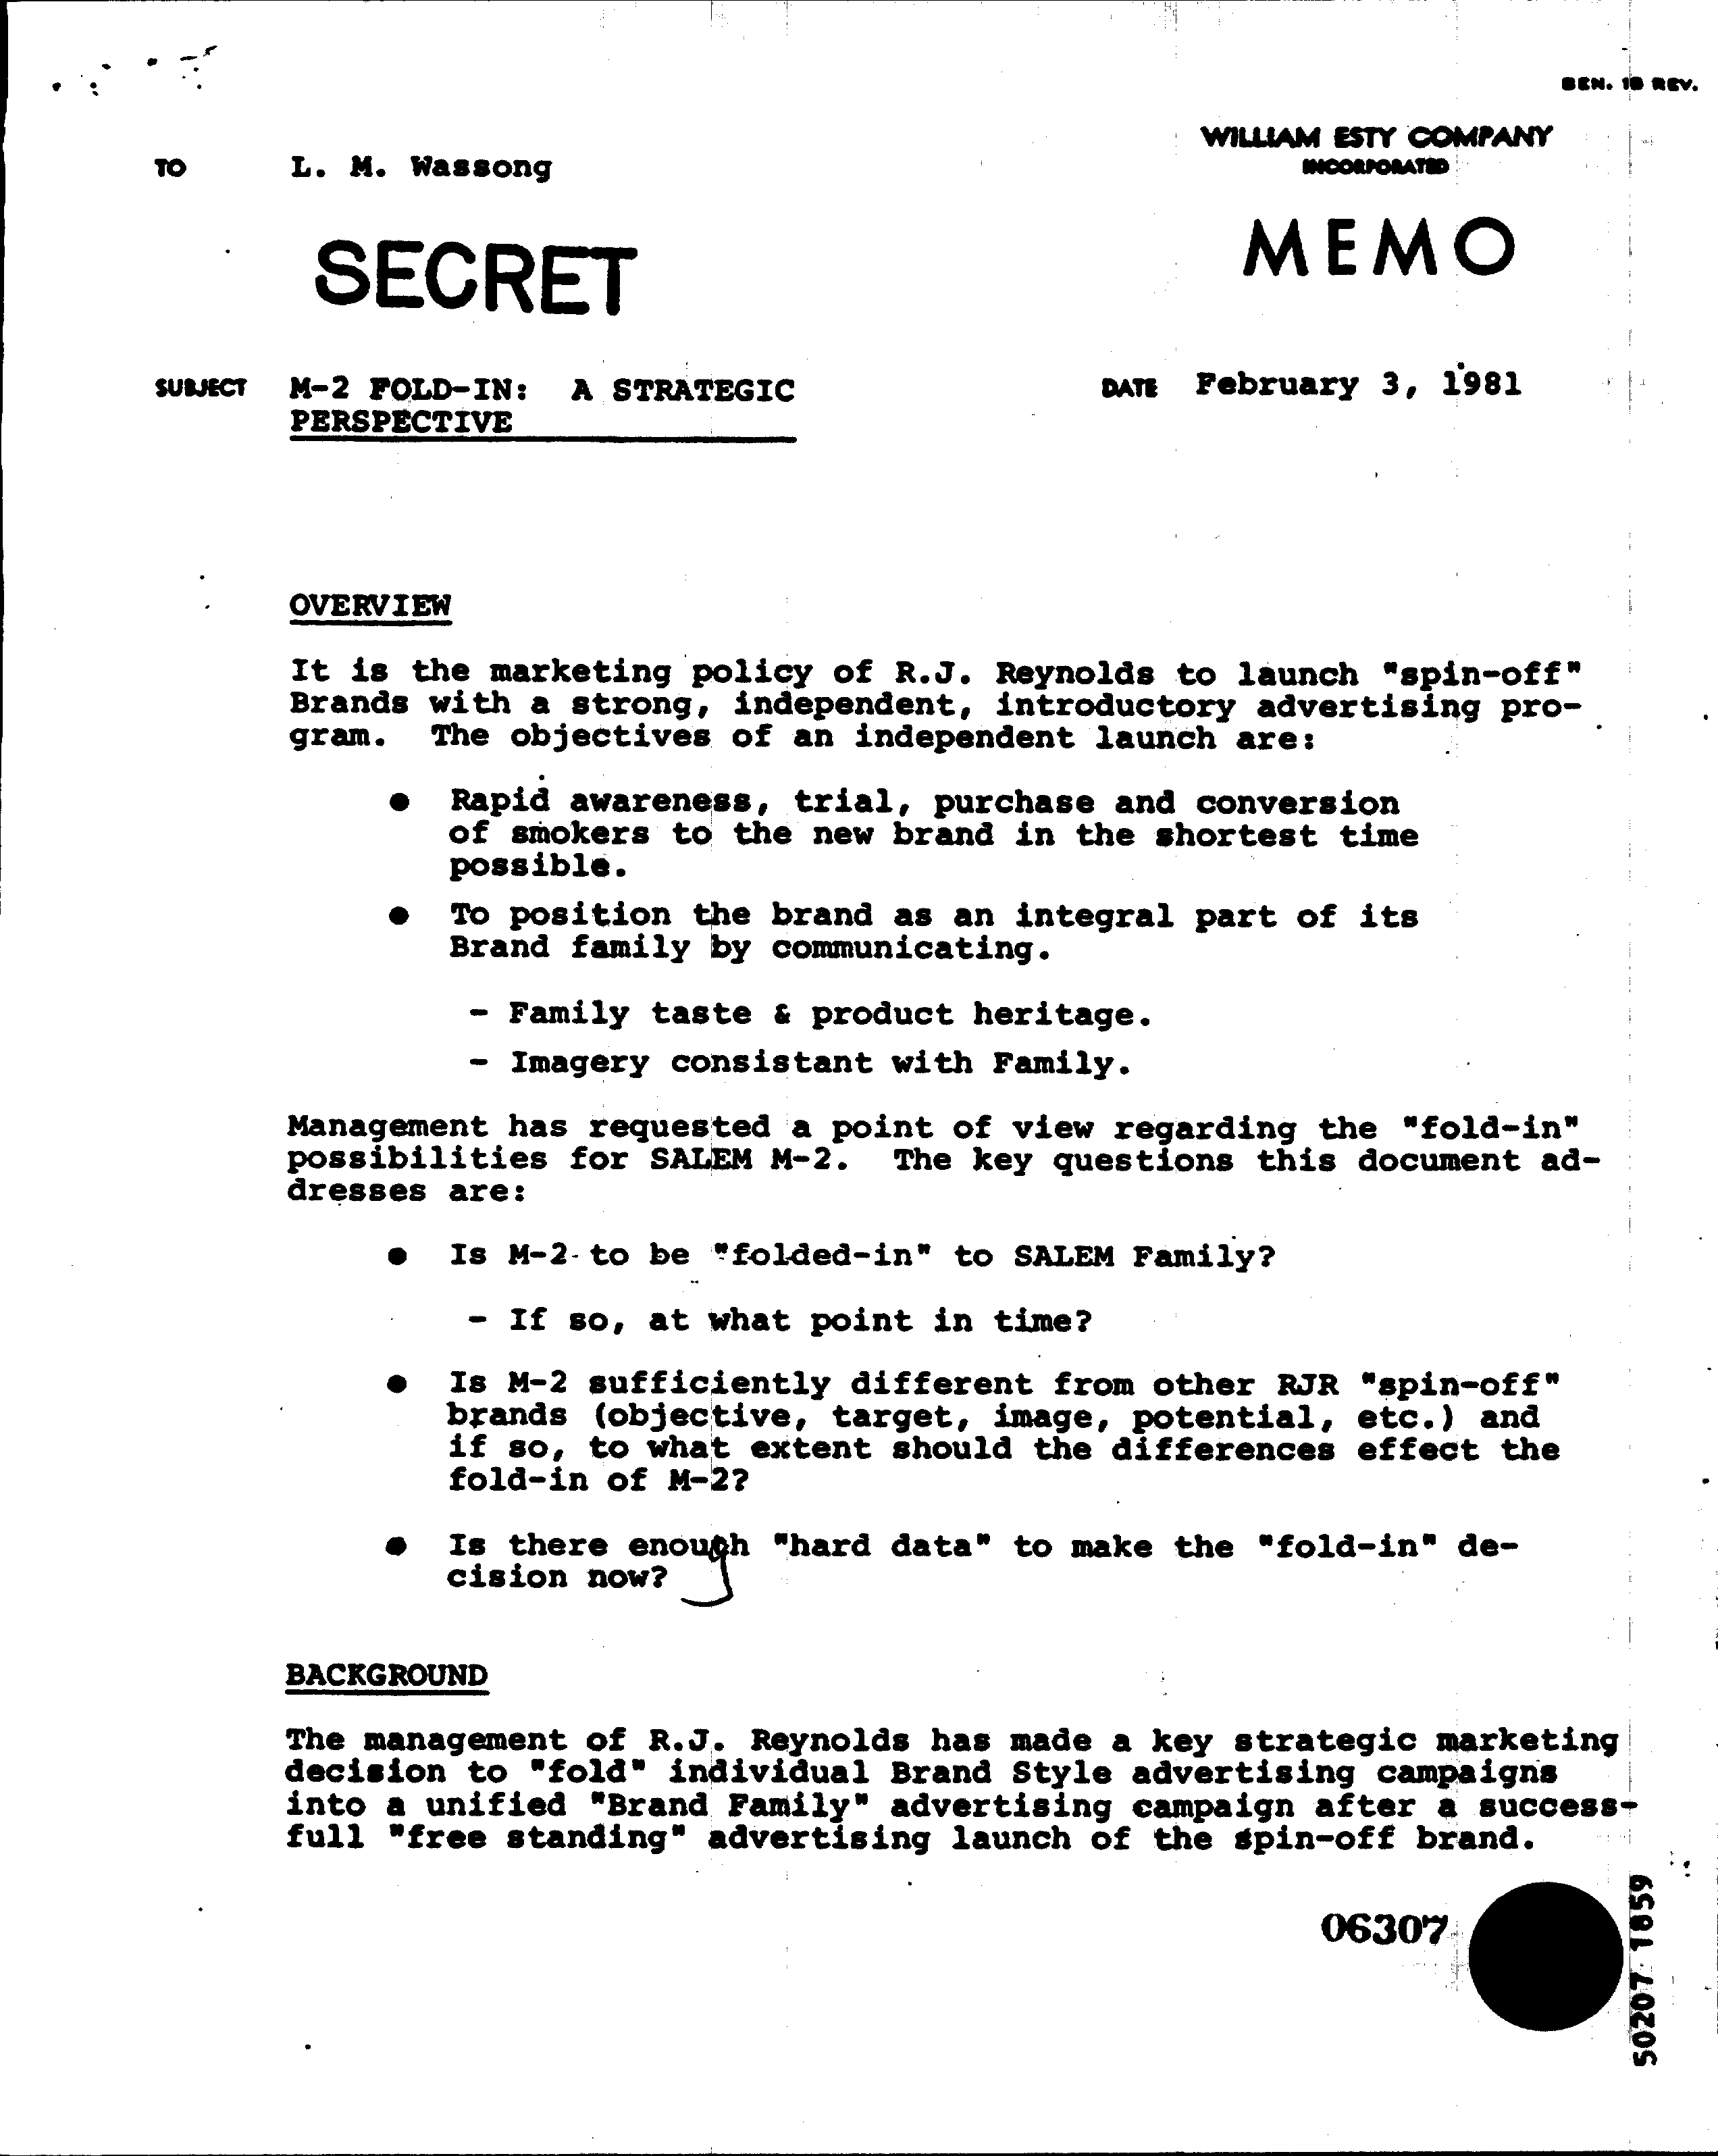 GEN. 1B REV.
WILLIAM ESTY COMPANY
INCORPORATED
TO L. M. Wassong
MEMO
SECRET
SUBJECT M-2 FOLD-IN: A STRATEGIC
PERSPECTIVE
DATE February 3, 1981
OVERVIEW
It is the marketing policy of R.J. Reynolds to launch "spin-off"
Brands with a strong, independent, introductory advertising pro-
gram. The objectives of an independent launch are:
● Rapid awareness, trial, purchase and conversion
of smokers to the new brand in the shortest time
possible.
● To position the brand as an integral part of its
Brand family by communicating.
- Family taste & product heritage.
- Imagery consistant with Family.
Management has requested a point of view regarding the "fold-in"
possibilities for SALEM M-2. The key questions this document ad-
dresses are:
● Is M-2 to be "folded-in" to SALEM Family?
- If so, at what point in time?
● Is M-2 sufficiently different from other RJR "spin-off"
brands (objective, target, image, potential, etc.) and
if so, to what extent should the differences effect the
fold-in of M-2?
● Is there enough "hard data" to make the "fold-in" de-
cision now?
BACKGROUND
The management of R.J. Reynolds has made a key strategic marketing
decision to "fold" individual Brand Style advertising campaigns
into a unified "Brand Family" advertising campaign after a success-
full "free standing" advertising launch of the spin-off brand.
06307
50207 1859